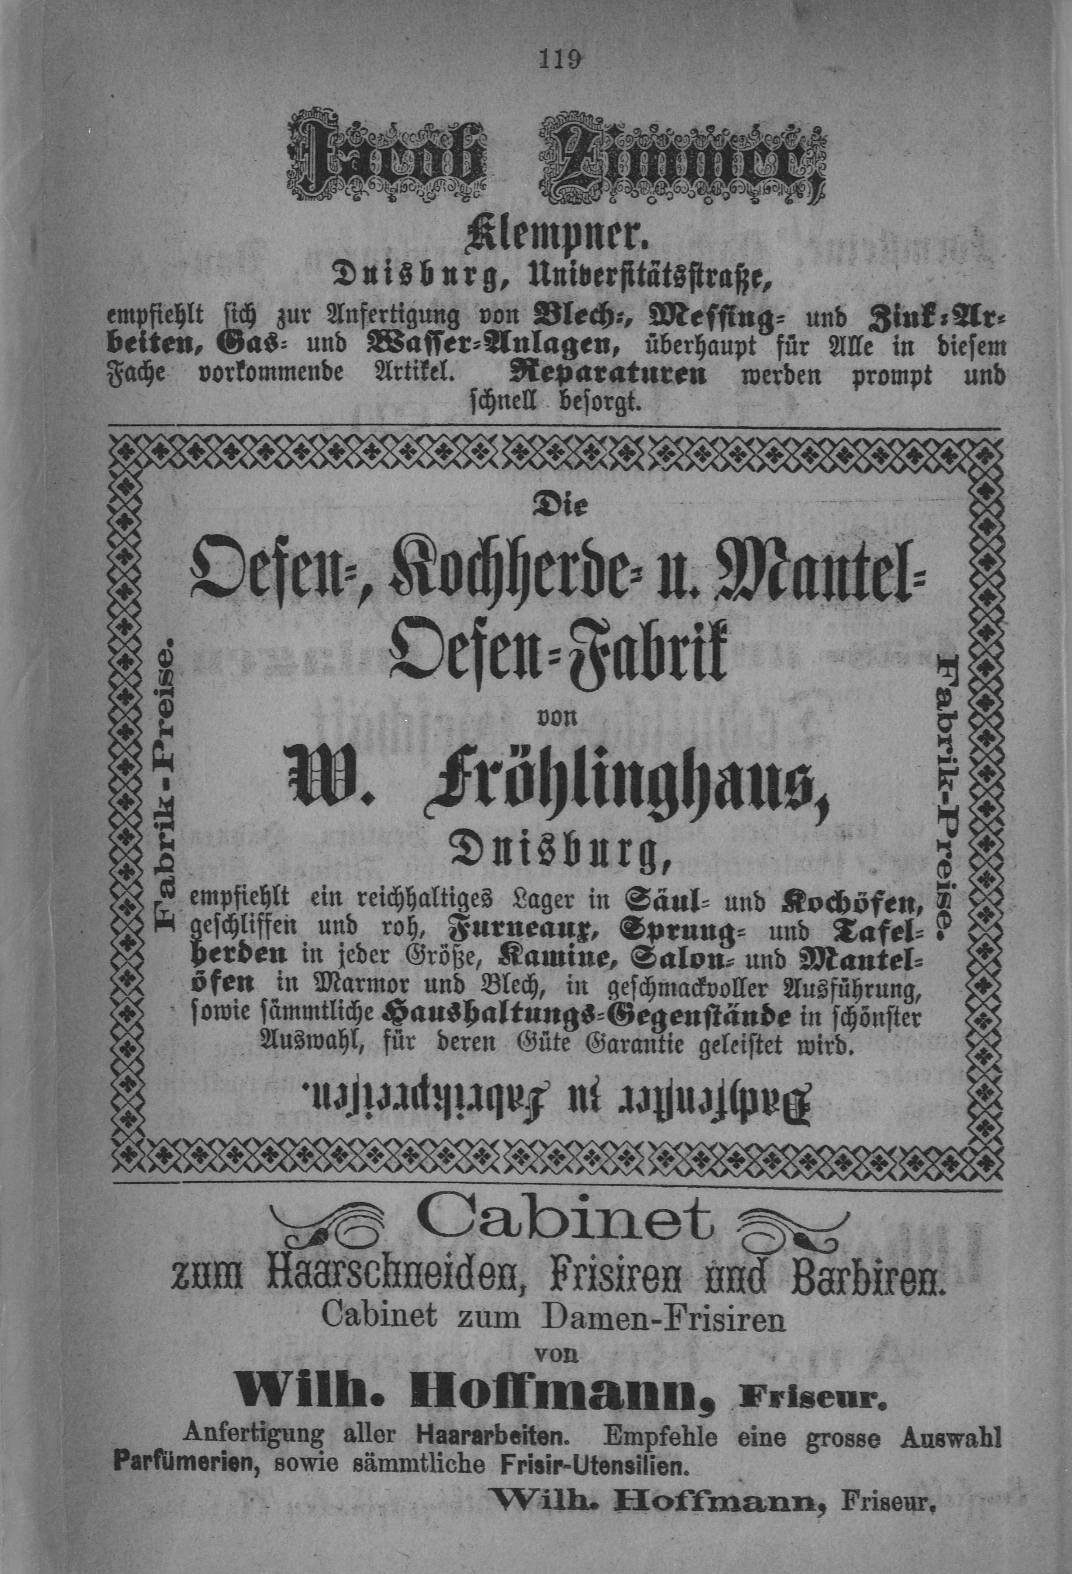 119
Jacob Zimmer,
Klempner.
Duisburg, Universitätsstraße,
empfiehlt sich zur Anfertigung von Blech-, Messing- und Zink-Ar-
beiten, Gas- und Wasser-Anlagen, überhaupt für Alle in diesem
Fache vorkommende Artikel. Reparaturen werden prompt und
schnell besorgt.
Die
Oefen-, Kochherde- u. Mantel-
Oefen-Fabrik
von
W. Fröhlinghaus,
Duisburg,
Fabrik-Preise.
empfiehlt ein reichhaltiges Lager in Säul- und Kochöfen,
geschliffen und roh, Furneaux, Sprung- und Tafel-
herden in jeder Größe, Kamine, Salon- und Mantel-
öfen in Marmor und Blech, in geschmackvoller Ausführung,
sowie sämmtliche Haushaltungs-Gegenstände in schönster
Auswahl, für deren Güte Garantie geleistet wird.
Fabrik-Preise.
Dachfenster zu Fabrikpreisen.
Cabinet
zum Haarschneiden, Frisiren und Barbiren.
Cabinet zum Damen-Frisiren
von
Wilh. Hoffmann, Friseur.
Anfertigung aller Haararbeiten. Empfehle eine grosse Auswahl
Parfümerien, sowie sämmtliche Frisir-Utensilien.
Wilh. Hoffmann, Friseur.